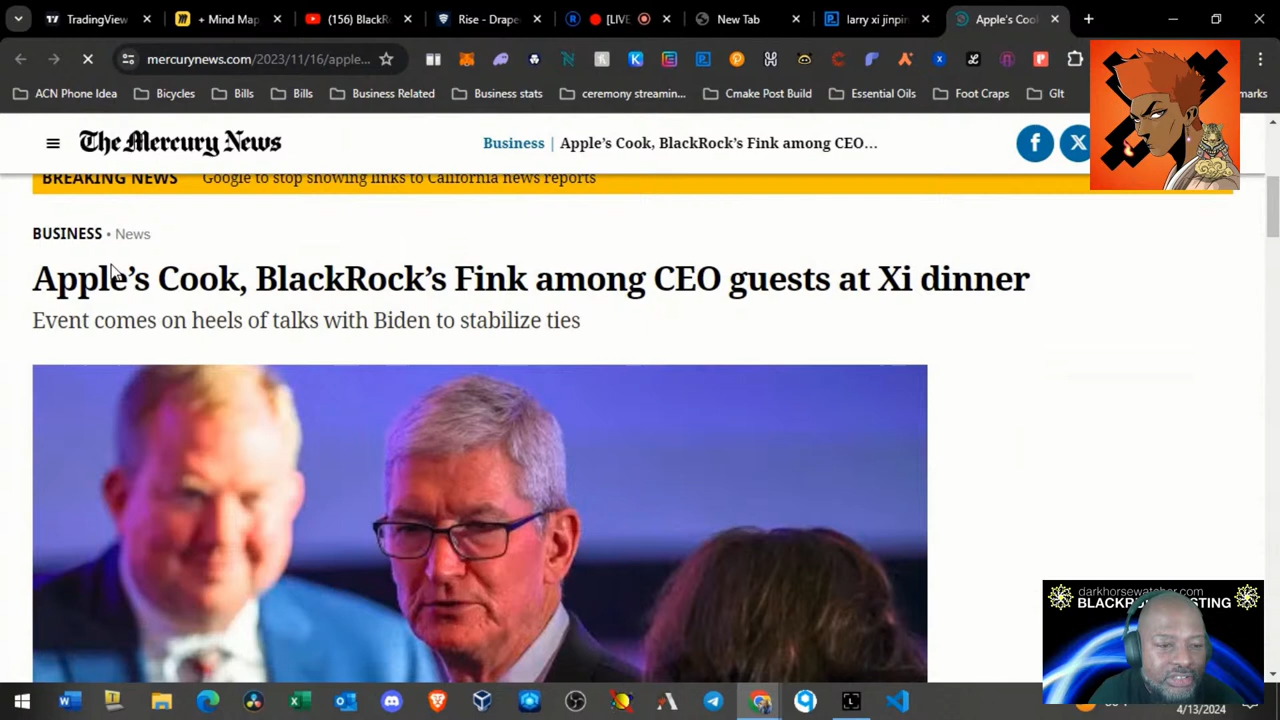 TradingView
+ Mind Map
(156) BlackR
Rise - Drape
[LIVE
New Tab
larry xi jinpin
Apple's Cook
mercurynews.com/2023/11/16/apple...
ACN Phone Idea
Bicycles
Bills
Bills
Business Related
Business stats
ceremony streamin...
Cmake Post Build
Essential Oils
Foot Craps
GIt
marks
The Mercury News
Business | Apple's Cook, BlackRock's Fink among CEO...
BREAKING NEWS Google to stop showing links to California news reports
BUSINESS • News
Apple's Cook, BlackRock's Fink among CEO guests at Xi dinner
Event comes on heels of talks with Biden to stabilize ties
darkhorsewatcher.com
4/13/2024